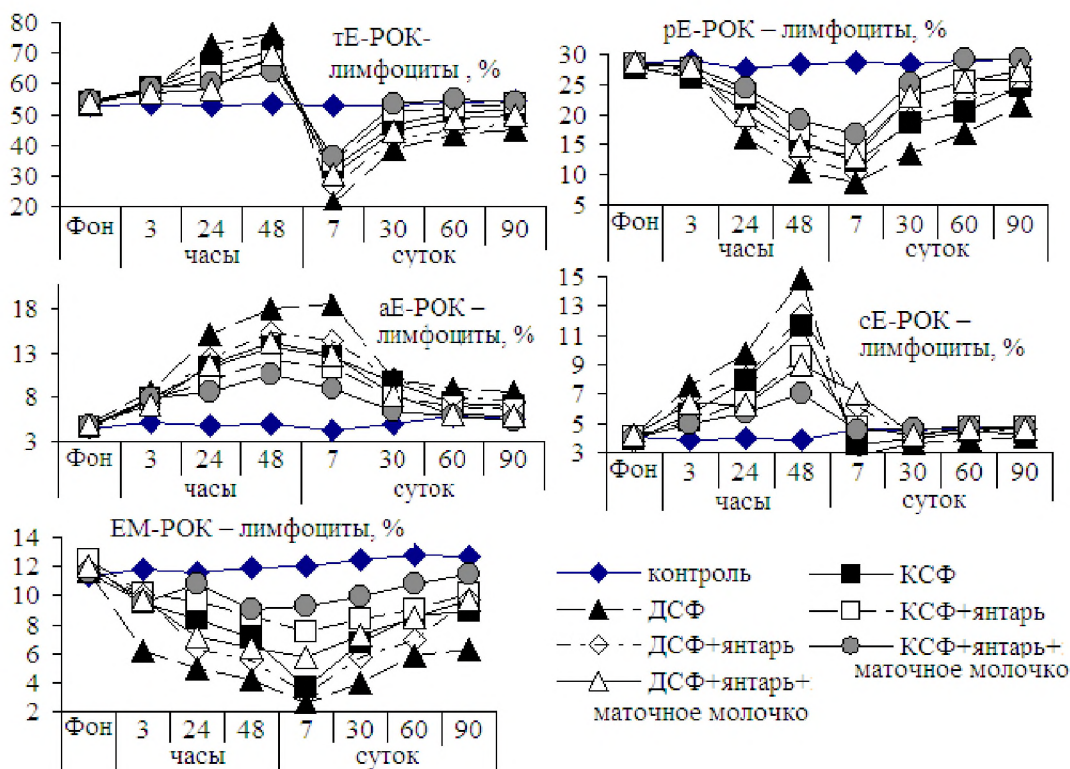 тЕ-РОК-
лимфоциты , %
80
70
60
50
40
30
20
Фон 3 24 48 7 30 60 90
часы суток
рЕ-РОК – лимфоциты, %
30
25
20
15
10
5
Фон 3 24 48 7 30 60 90
часы суток
аЕ-РОК –
лимфоциты, %
18
13
8
3
Фон 3 24 48 7 30 60 90
часы суток
сЕ-РОК –
лимфоциты, %
15
13
11
9
7
5
3
Фон 3 24 48 7 30 60 90
часы суток
ЕМ-РОК – лимфоциты, %
14
12
10
8
6
4
2
Фон 3 24 48 7 30 60 90
часы суток
контроль
ДСФ
ДСФ+янтарь
ДСФ+янтарь+
маточное молочко
КСФ
КСФ+янтарь
КСФ+янтарь+
маточное молочко